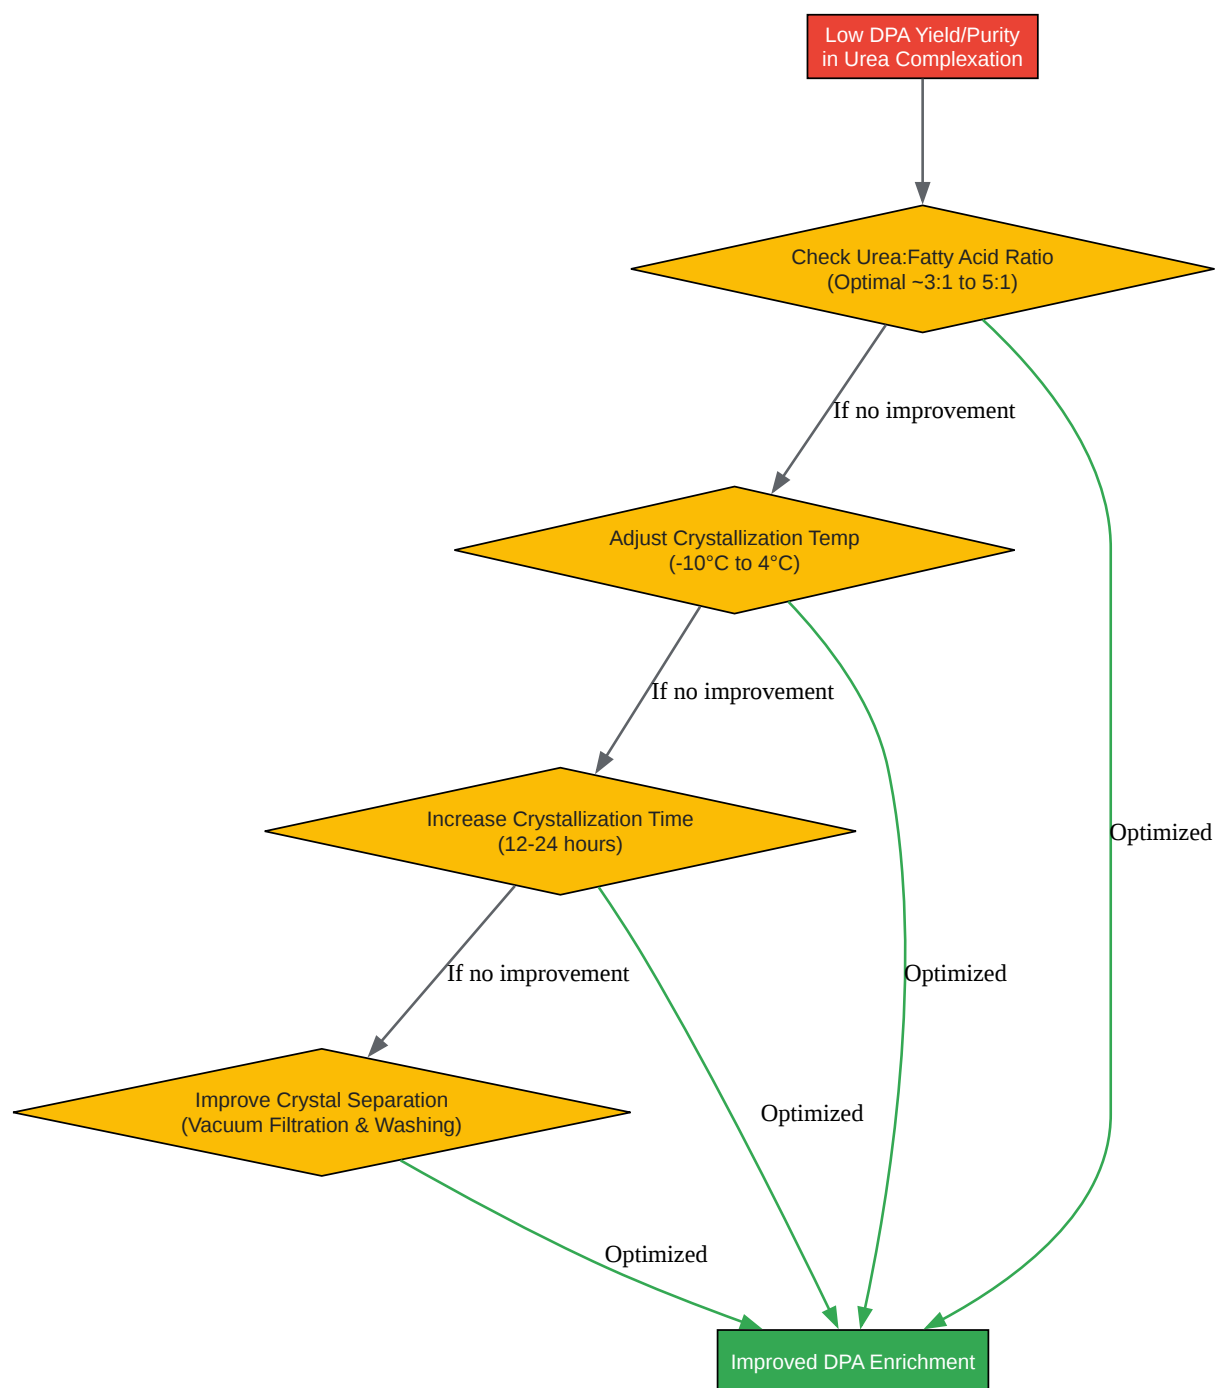 Low DPA Yield/Purity
in Urea Complexation
Check Urea:Fatty Acid Ratio
(Optimal ~3:1 to 5:1)
If no improvement
Adjust Crystallization Temp
(-10°C to 4°C)
If no improvement
Increase Crystallization Time
(12-24 hours)
Optimized
If no improvement
Optimized
Improve Crystal Separation
(Vacuum Filtration & Washing)
Optimized
Optimized
Improved DPA Enrichment